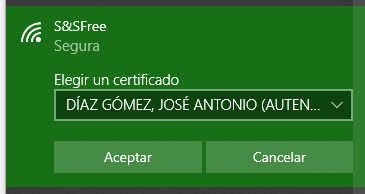 S&SFree
Segura
Elegir un certificado
DÍAZ GÓMEZ, JOSÉ ANTONIO (AUTEN...
Aceptar
Cancelar